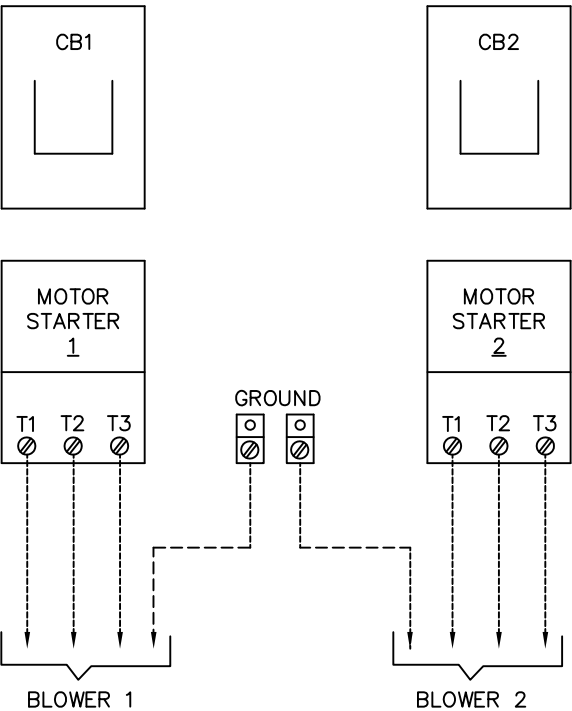 CB1
CB2
MOTOR
STARTER
1
MOTOR
STARTER
2
GROUND
T1 T2 T3
T1 T2 T3
BLOWER 1
BLOWER 2